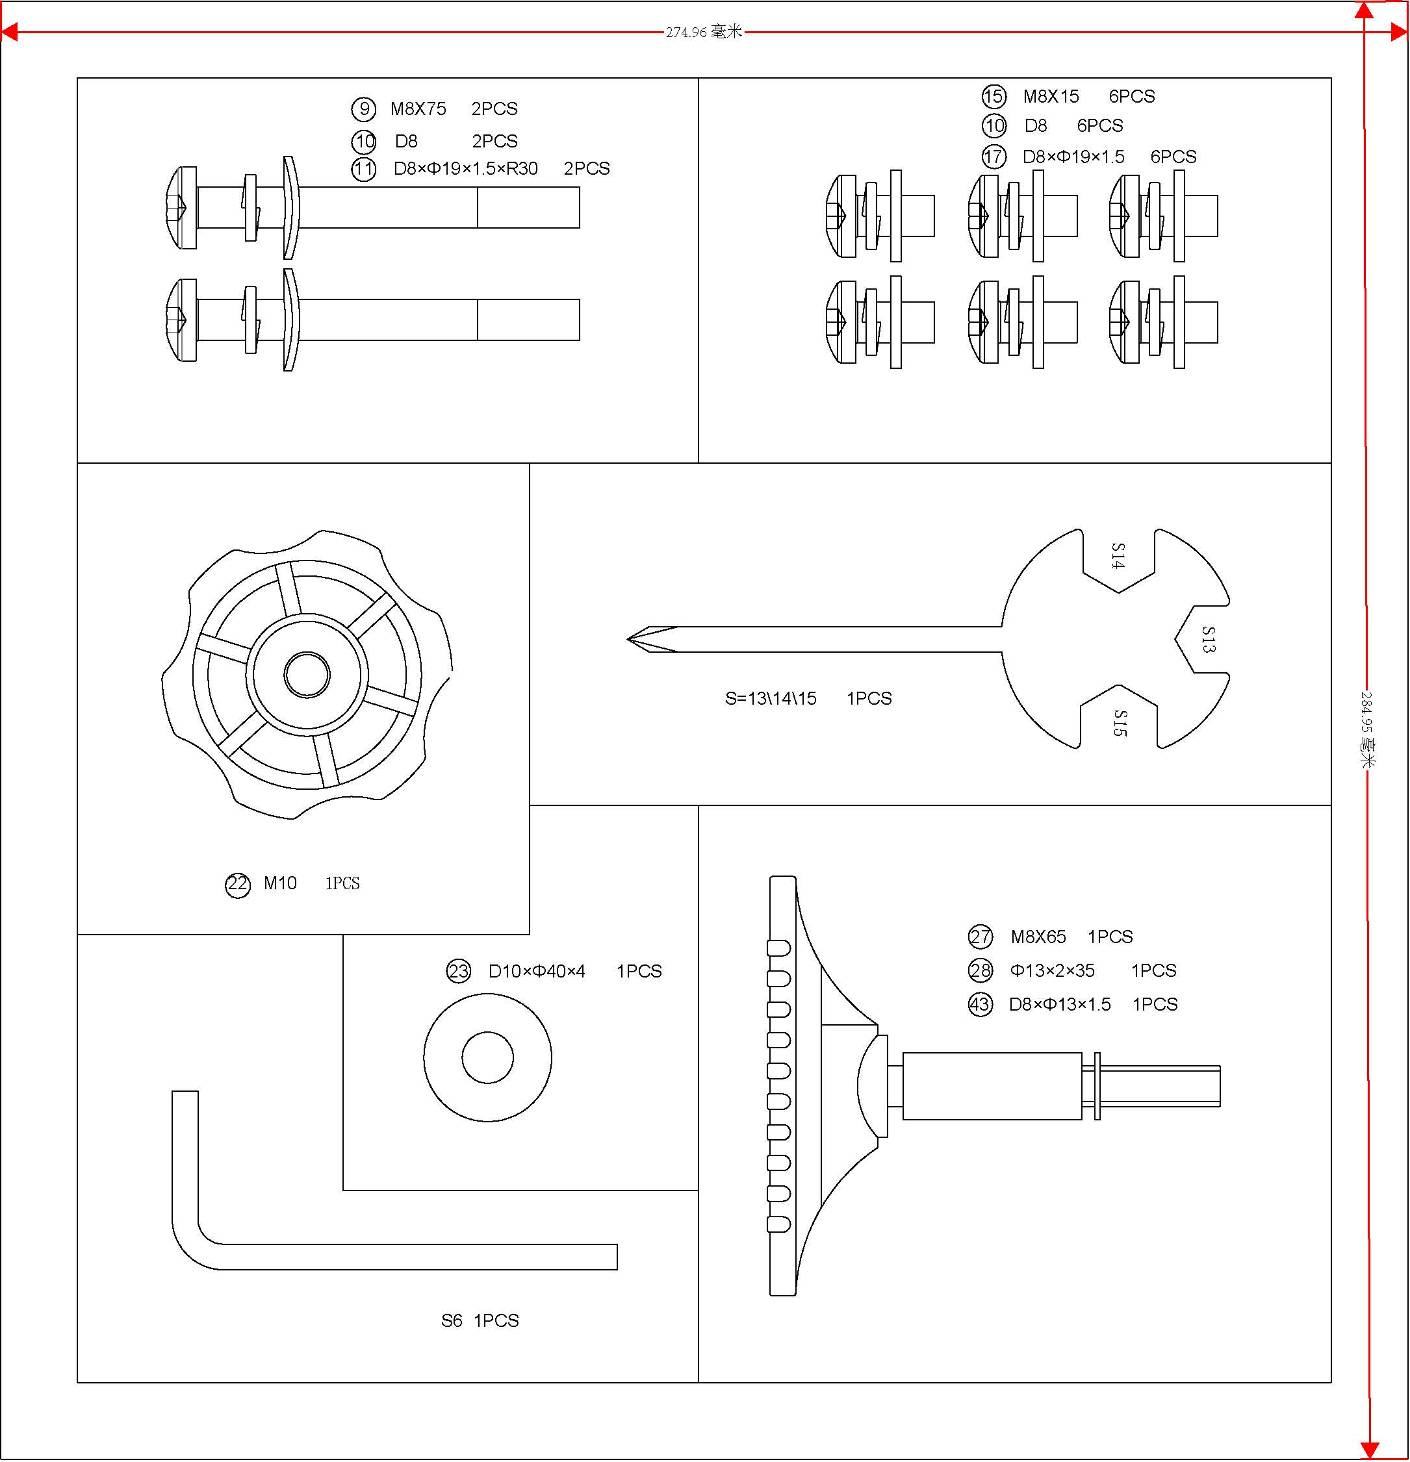 274.96 毫米
9 M8X75 2PCS
10 D8 2PCS
11 D8×Φ19×1.5×R30 2PCS
15 M8X15 6PCS
10 D8 6PCS
17 D8×Φ19×1.5 6PCS
S14
S13
S15
S=13\14\15 1PCS
284.95 毫米
22 M10 1PCS
23 D10×Φ40×4 1PCS
27 M8X65 1PCS
28 Φ13×2×35 1PCS
43 D8×Φ13×1.5 1PCS
S6 1PCS